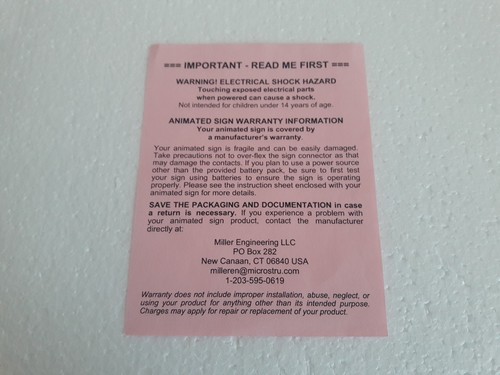 === IMPORTANT - READ ME FIRST ===
WARNING! ELECTRICAL SHOCK HAZARD
Touching exposed electrical parts
when powered can cause a shock.
Not intended for children under 14 years of age.
ANIMATED SIGN WARRANTY INFORMATION
Your animated sign is covered by
a manufacturer's warranty.
Your animated sign is fragile and can be easily damaged.
Take precautions not to over-flex the sign connector as that
may damage the contacts. If you plan to use a power source
other than the provided battery pack, be sure to first test
your sign using batteries to ensure the sign is operating
properly. Please see the instruction sheet enclosed with your
animated sign for more details.
SAVE THE PACKAGING AND DOCUMENTATION in case
a return is necessary. If you experience a problem with
your animated sign product, contact the manufacturer
directly at:
Miller Engineering LLC
PO Box 282
New Canaan, CT 06840 USA
milleren@microstru.com
1-203-595-0619
Warranty does not include improper installation, abuse, neglect, or
using your product for anything other than its intended purpose.
Charges may apply for repair or replacement of your product.